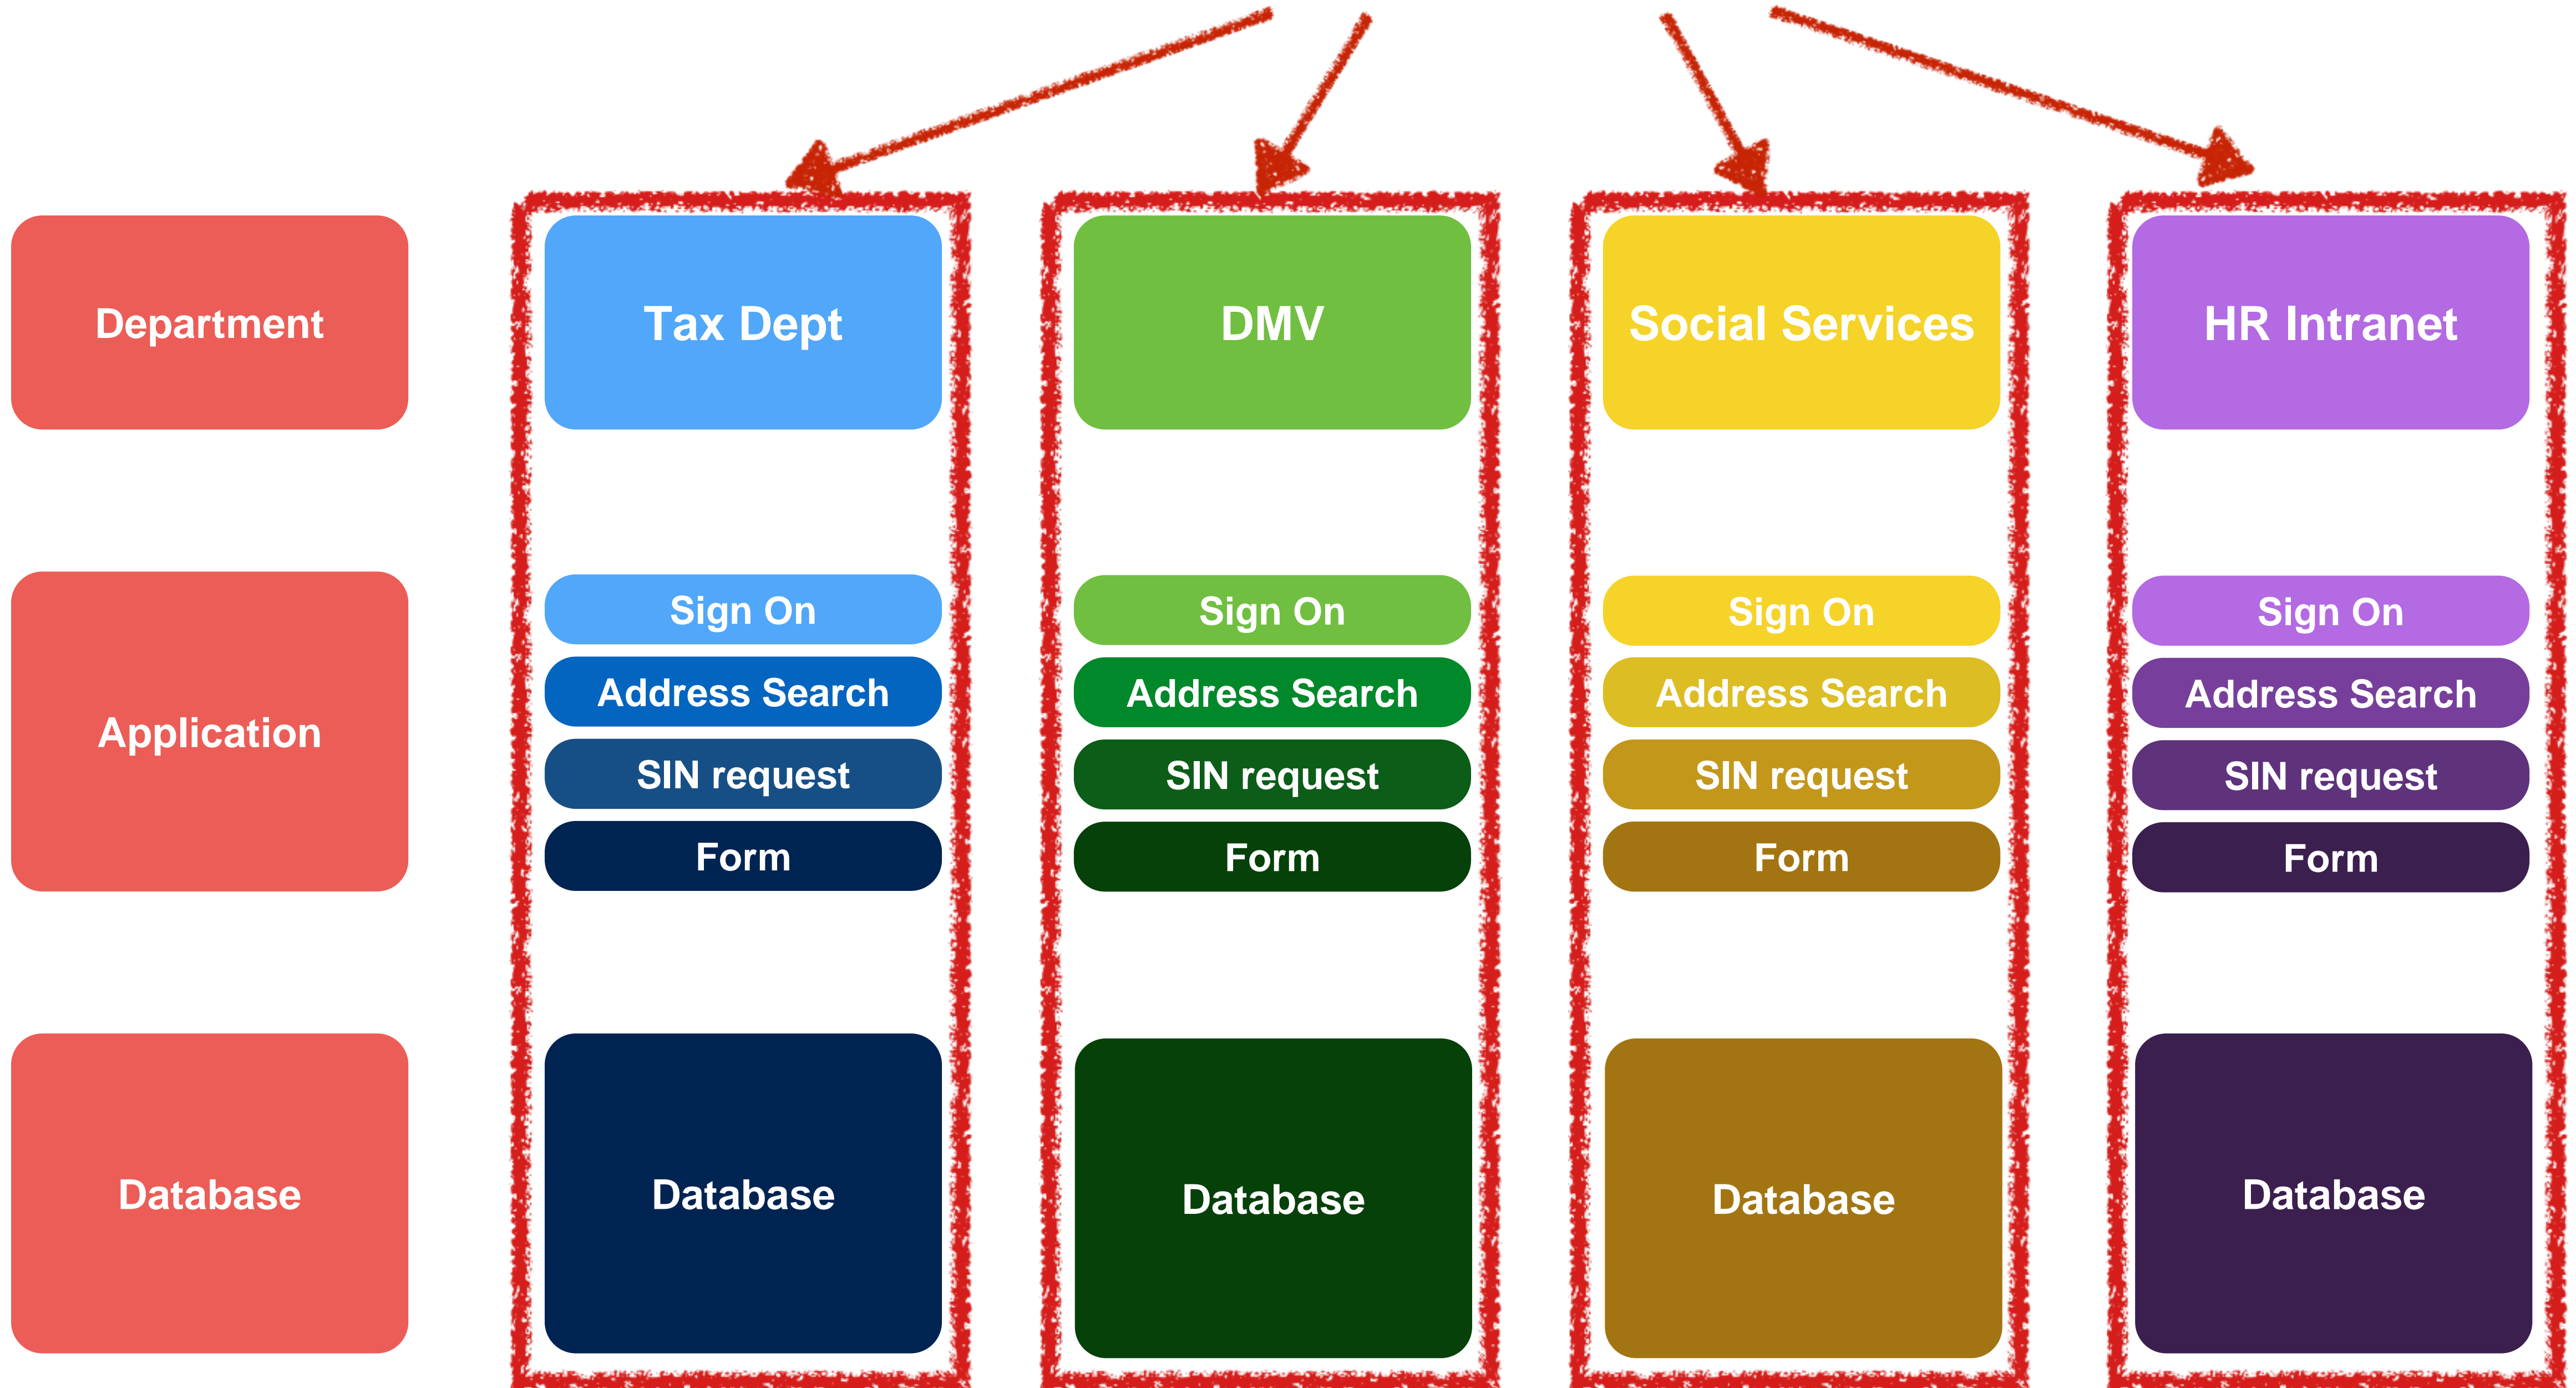 Department
Tax Dept
DMV
Social Services
HR Intranet
Application
Sign On
Sign On
Sign On
Sign On
Address Search
Address Search
Address Search
Address Search
SIN request
SIN request
SIN request
SIN request
Form
Form
Form
Form
Database
Database
Database
Database
Database